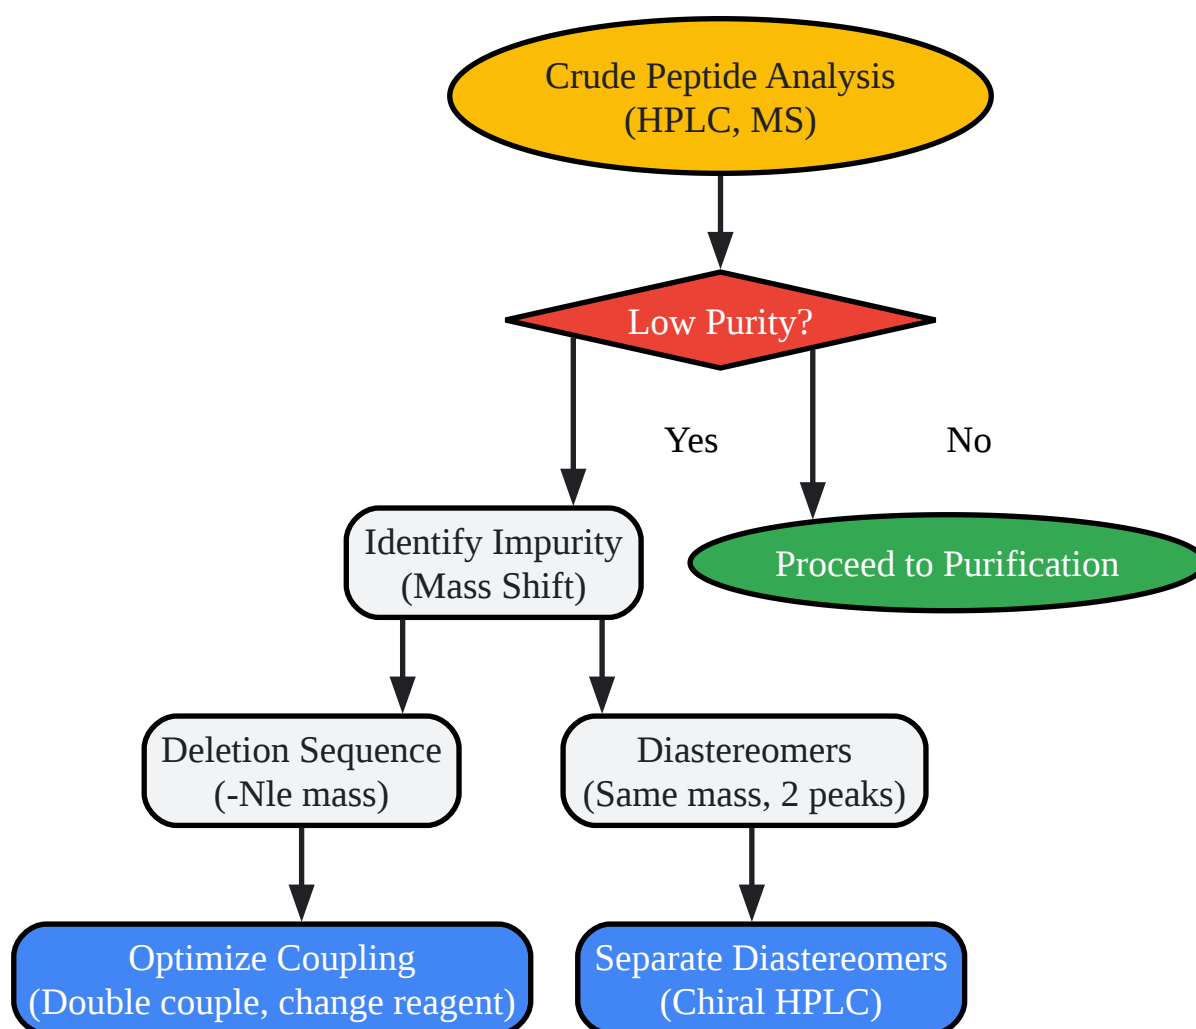 Crude Peptide Analysis
(HPLC, MS)
Low Purity?
Yes
No
Identify Impurity
(Mass Shift)
Proceed to Purification
Deletion Sequence
(-Nle mass)
Diastereomers
(Same mass, 2 peaks)
Optimize Coupling
(Double couple, change reagent)
Separate Diastereomers
(Chiral HPLC)